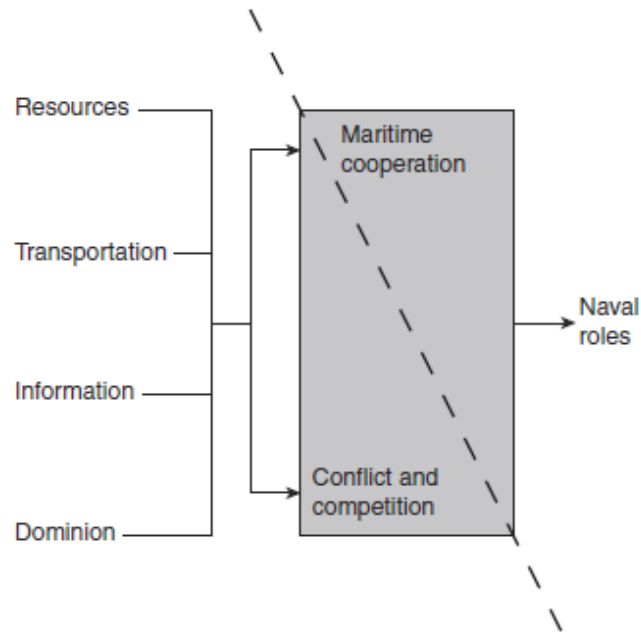 Resources
Maritime
cooperation
Transportation
Naval
roles
Information
Conflict and
competition
Dominion